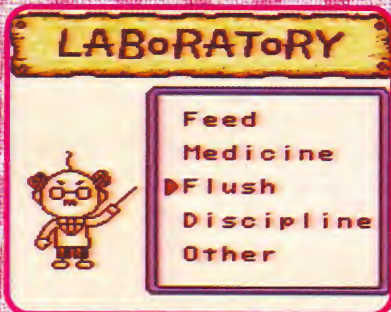 LABoRAToRY
Feed
Medicine
Flush
Discipline
Other